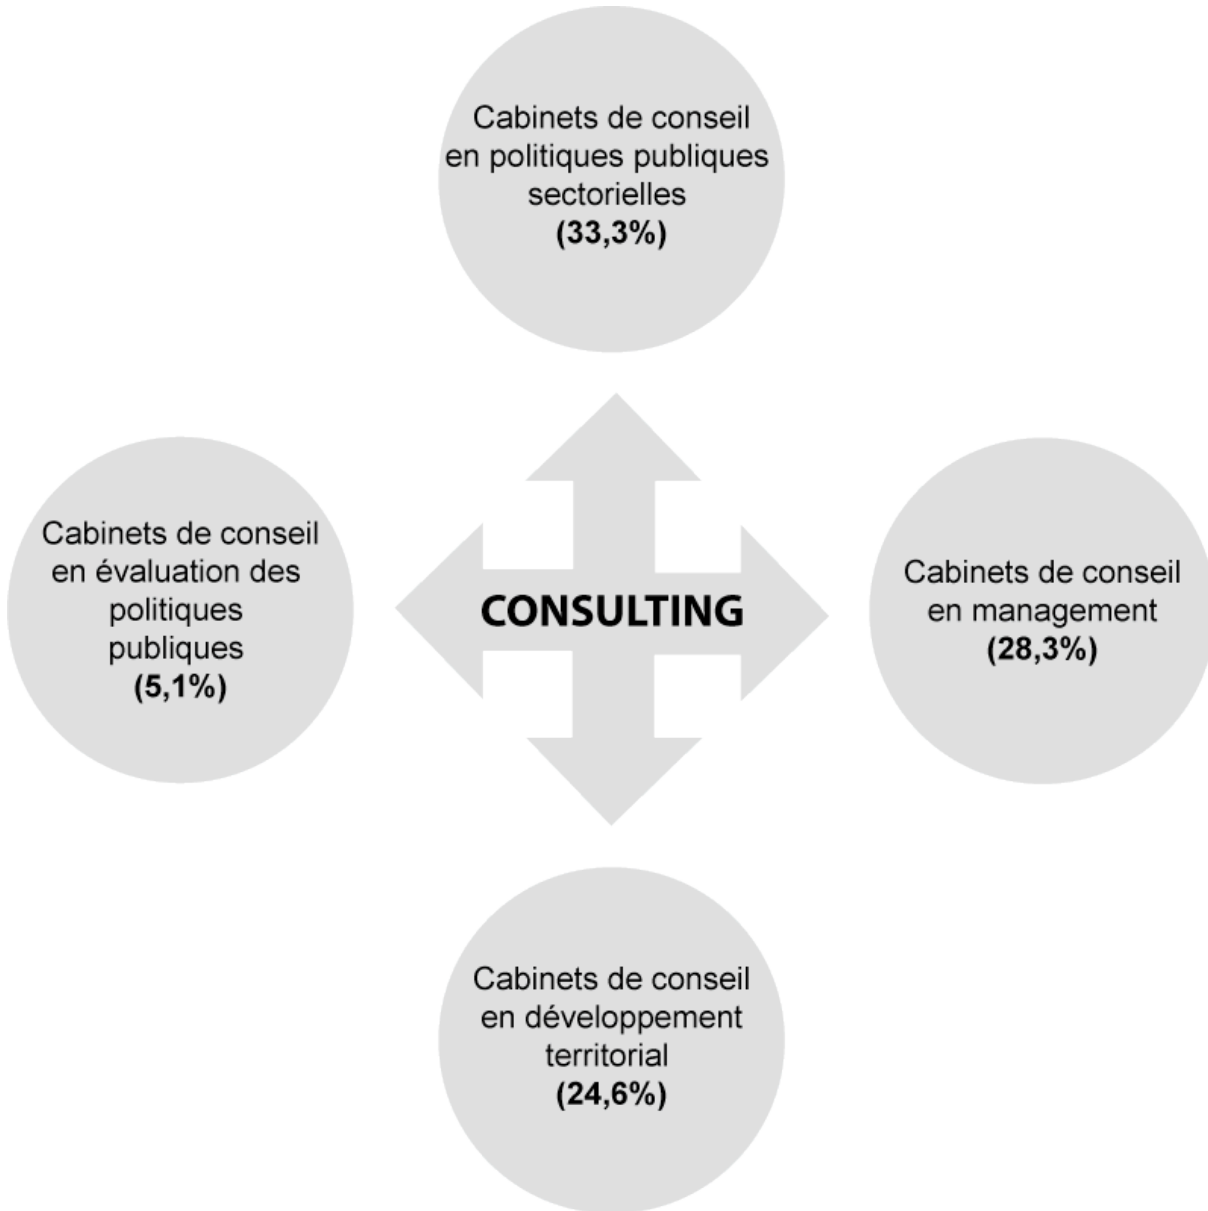 Cabinets de conseil
en politiques publiques
sectorielles
(33,3%)
Cabinets de conseil
en évaluation des
politiques
publiques
(5,1%)
CONSULTING
Cabinets de conseil
en management
(28,3%)
Cabinets de conseil
en développement
territorial
(24,6%)